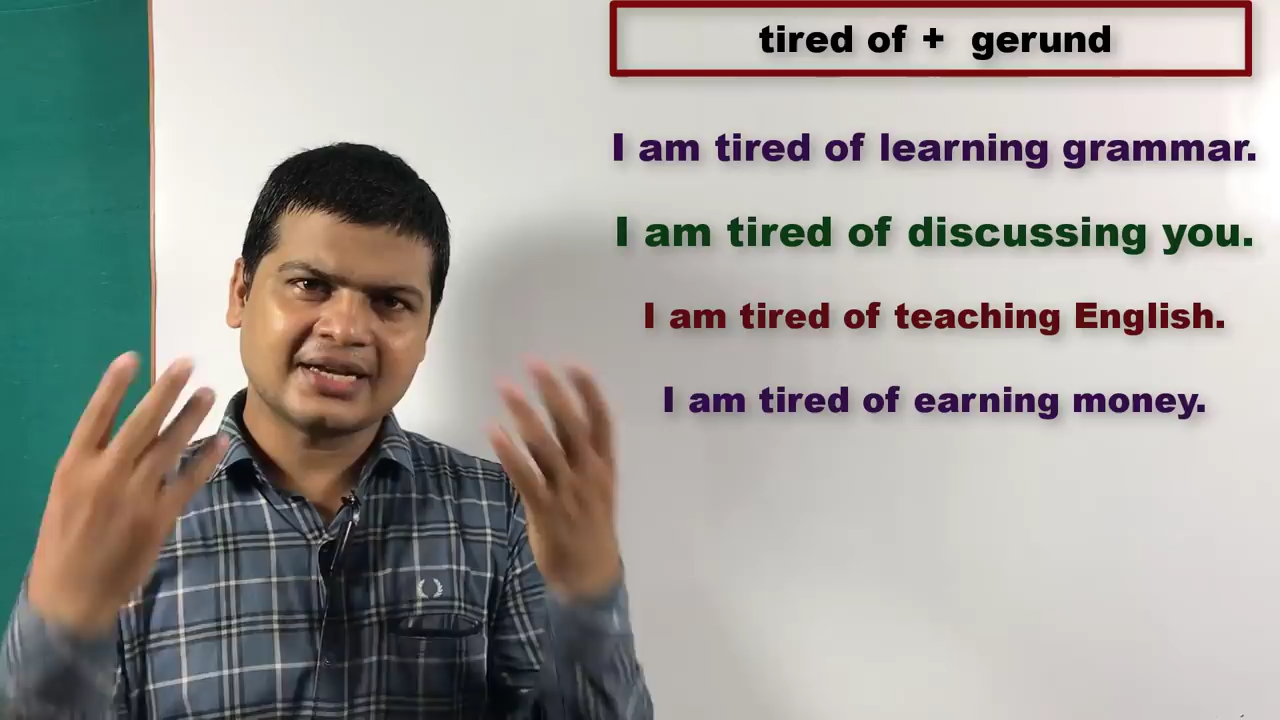 tired of + gerund
I am tired of learning grammar.
I am tired of discussing you.
I am tired of teaching English.
I am tired of earning money.